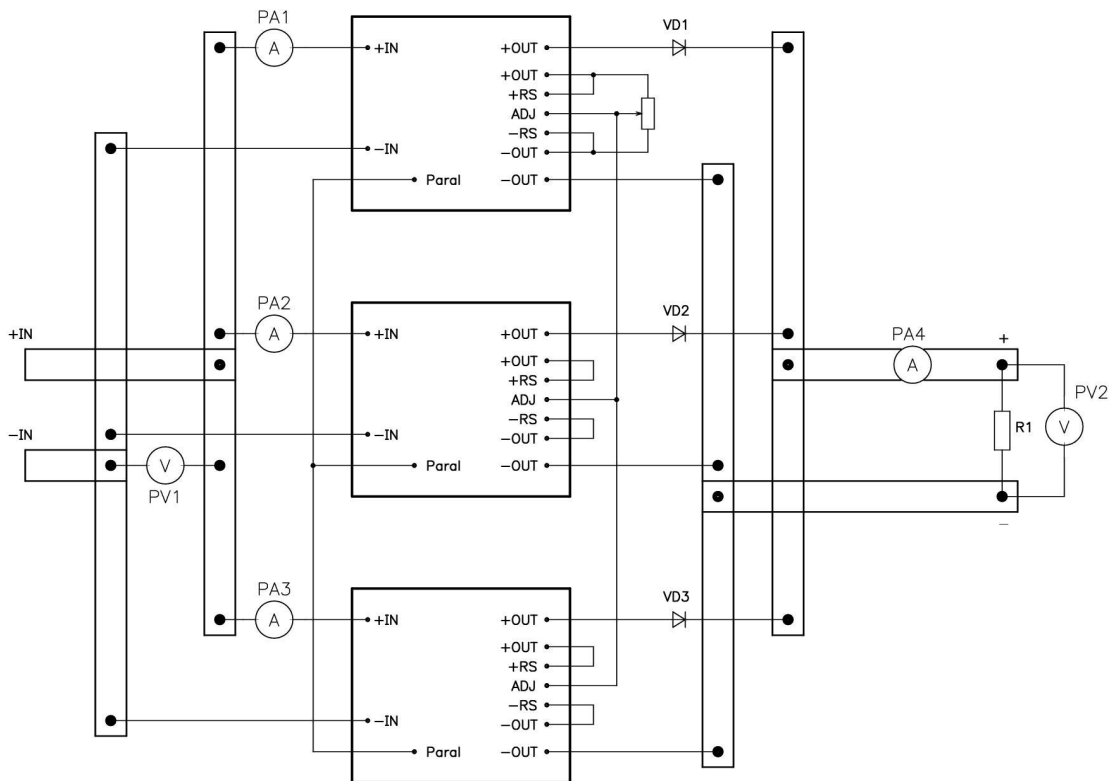 PA1
A
+IN
-IN
Paral
+OUT
+OUT
+RS
ADJ
-RS
-OUT
-OUT
VD1
+IN
-IN
V
PV1
PA2
A
+IN
-IN
Paral
+OUT
+OUT
+RS
ADJ
-RS
-OUT
-OUT
VD2
PA4
A
+
R1
PV2
V
-
PA3
A
+IN
-IN
Paral
+OUT
+OUT
+RS
ADJ
-RS
-OUT
-OUT
VD3